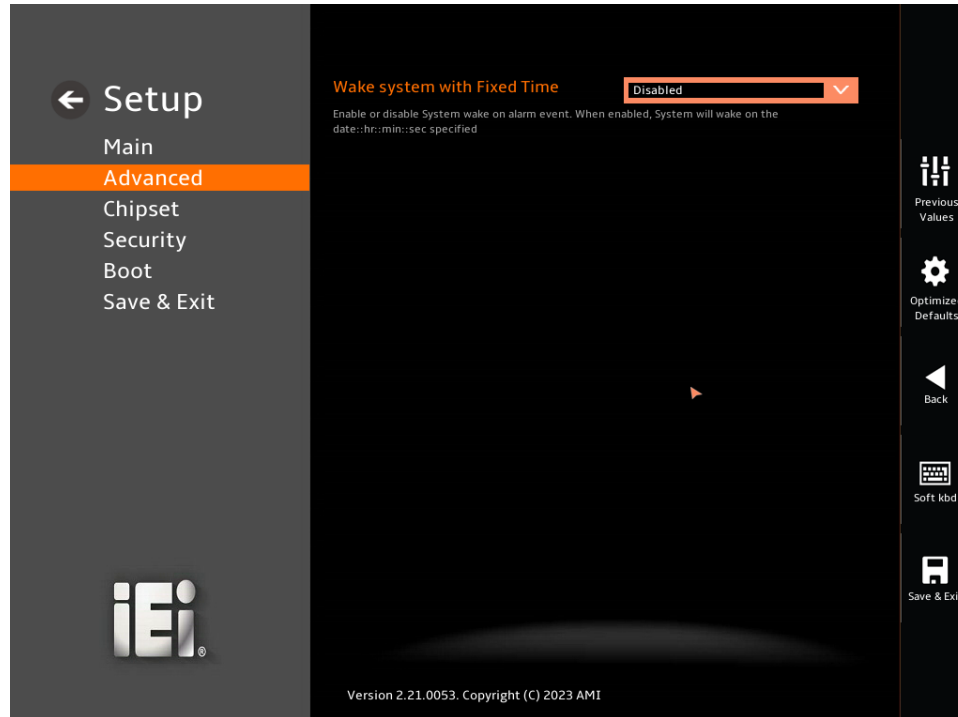 Setup
Main
Advanced
Chipset
Security
Boot
Save & Exit
iEi®
Wake system with Fixed Time
Disabled
Enable or disable System wake on alarm event. When enabled, System will wake on the
date::hr::min::sec specified
Version 2.21.0053. Copyright (C) 2023 AMI
Previous
Values
Optimize
Defaults
Back
Soft kbd
Save & Exi